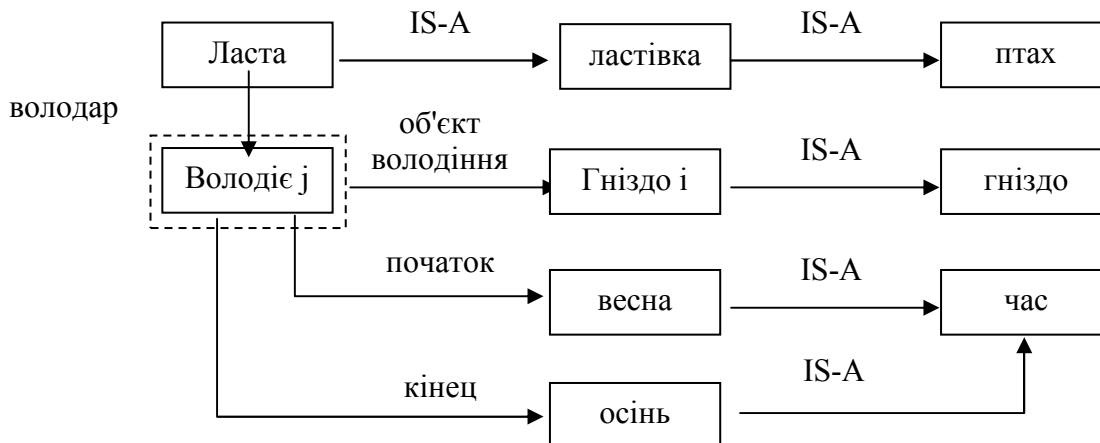 IS-A
IS-A
Ласта
ластівка
птах
володар
об'єкт
володіння
IS-A
Володіє j
Гніздо i
гніздо
початок
IS-A
весна
час
кінец
IS-A
осінь